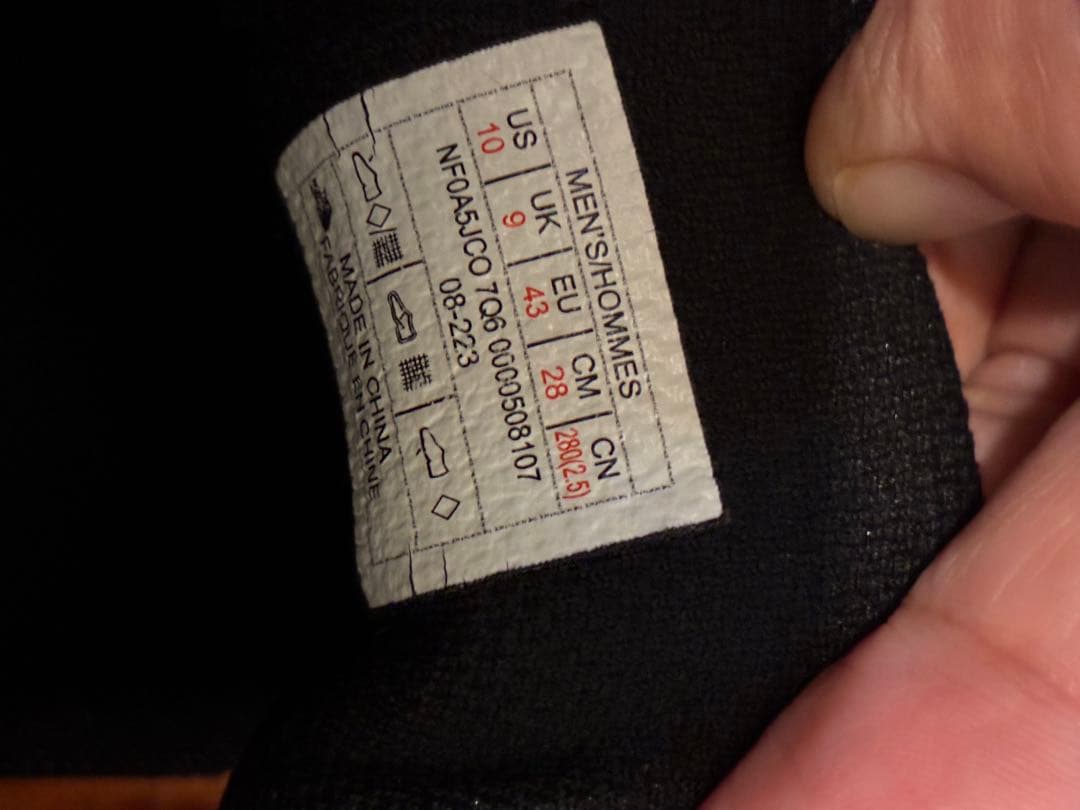 MEN'S/HOMMES
US | UK | EU | CM | CN
10 | 9 | 43 | 28 | 280(2.5)
NF0A5JCO 7Q6 0000508107
08-223
MADE IN CHINA
FABRIQUE EN CHINE